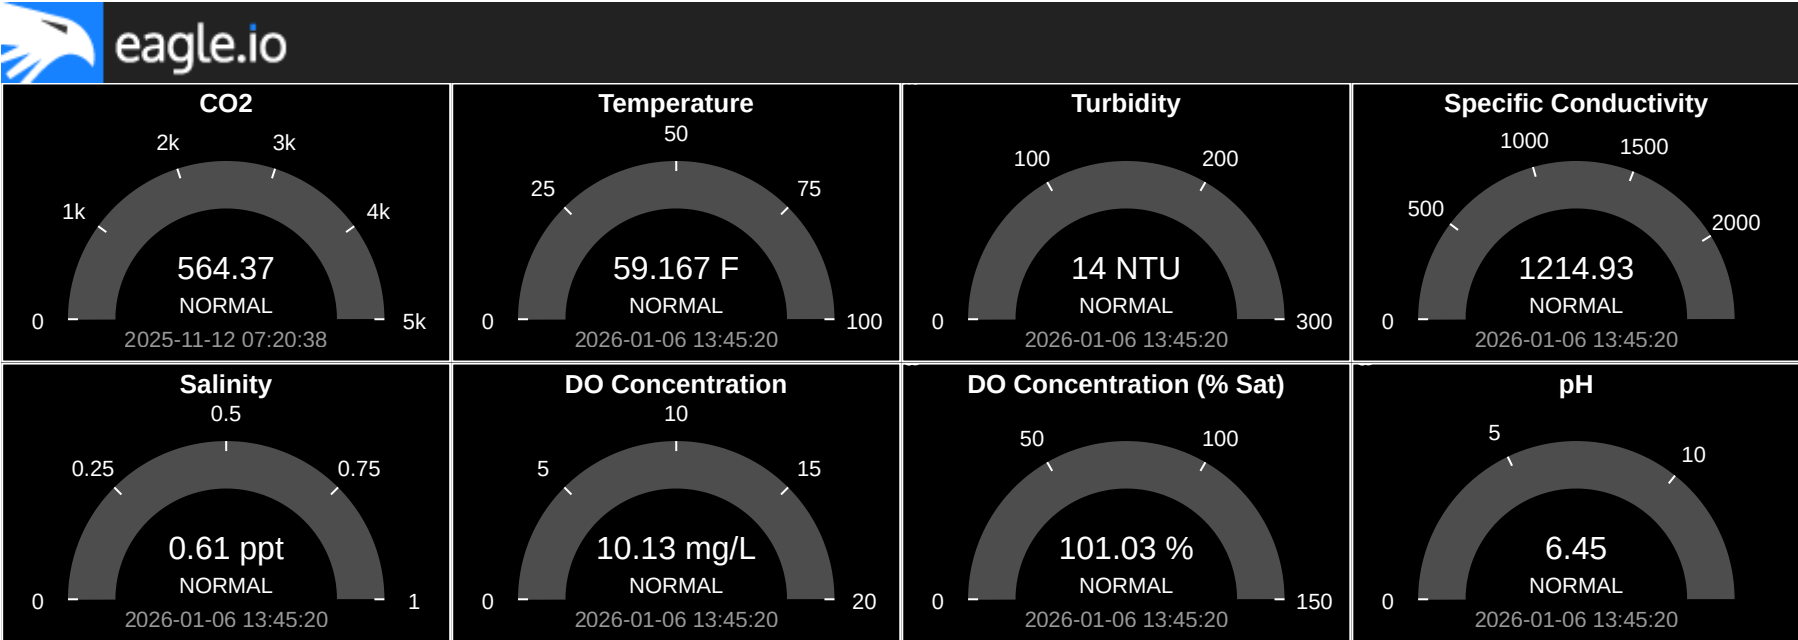 eagle.io
CO2
2k
3k
1k
4k
564.37
NORMAL
0
5k
2025-11-12 07:20:38
Temperature
50
25
75
59.167 F
NORMAL
0
100
2026-01-06 13:45:20
Turbidity
100
200
14 NTU
NORMAL
0
300
2026-01-06 13:45:20
Specific Conductivity
1000
1500
500
2000
1214.93
NORMAL
0
2026-01-06 13:45:20
Salinity
0.5
0.25
0.75
0.61 ppt
NORMAL
0
1
2026-01-06 13:45:20
DO Concentration
10
5
15
10.13 mg/L
NORMAL
0
20
2026-01-06 13:45:20
DO Concentration (% Sat)
50
100
101.03 %
NORMAL
0
150
2026-01-06 13:45:20
pH
5
10
6.45
NORMAL
0
2026-01-06 13:45:20